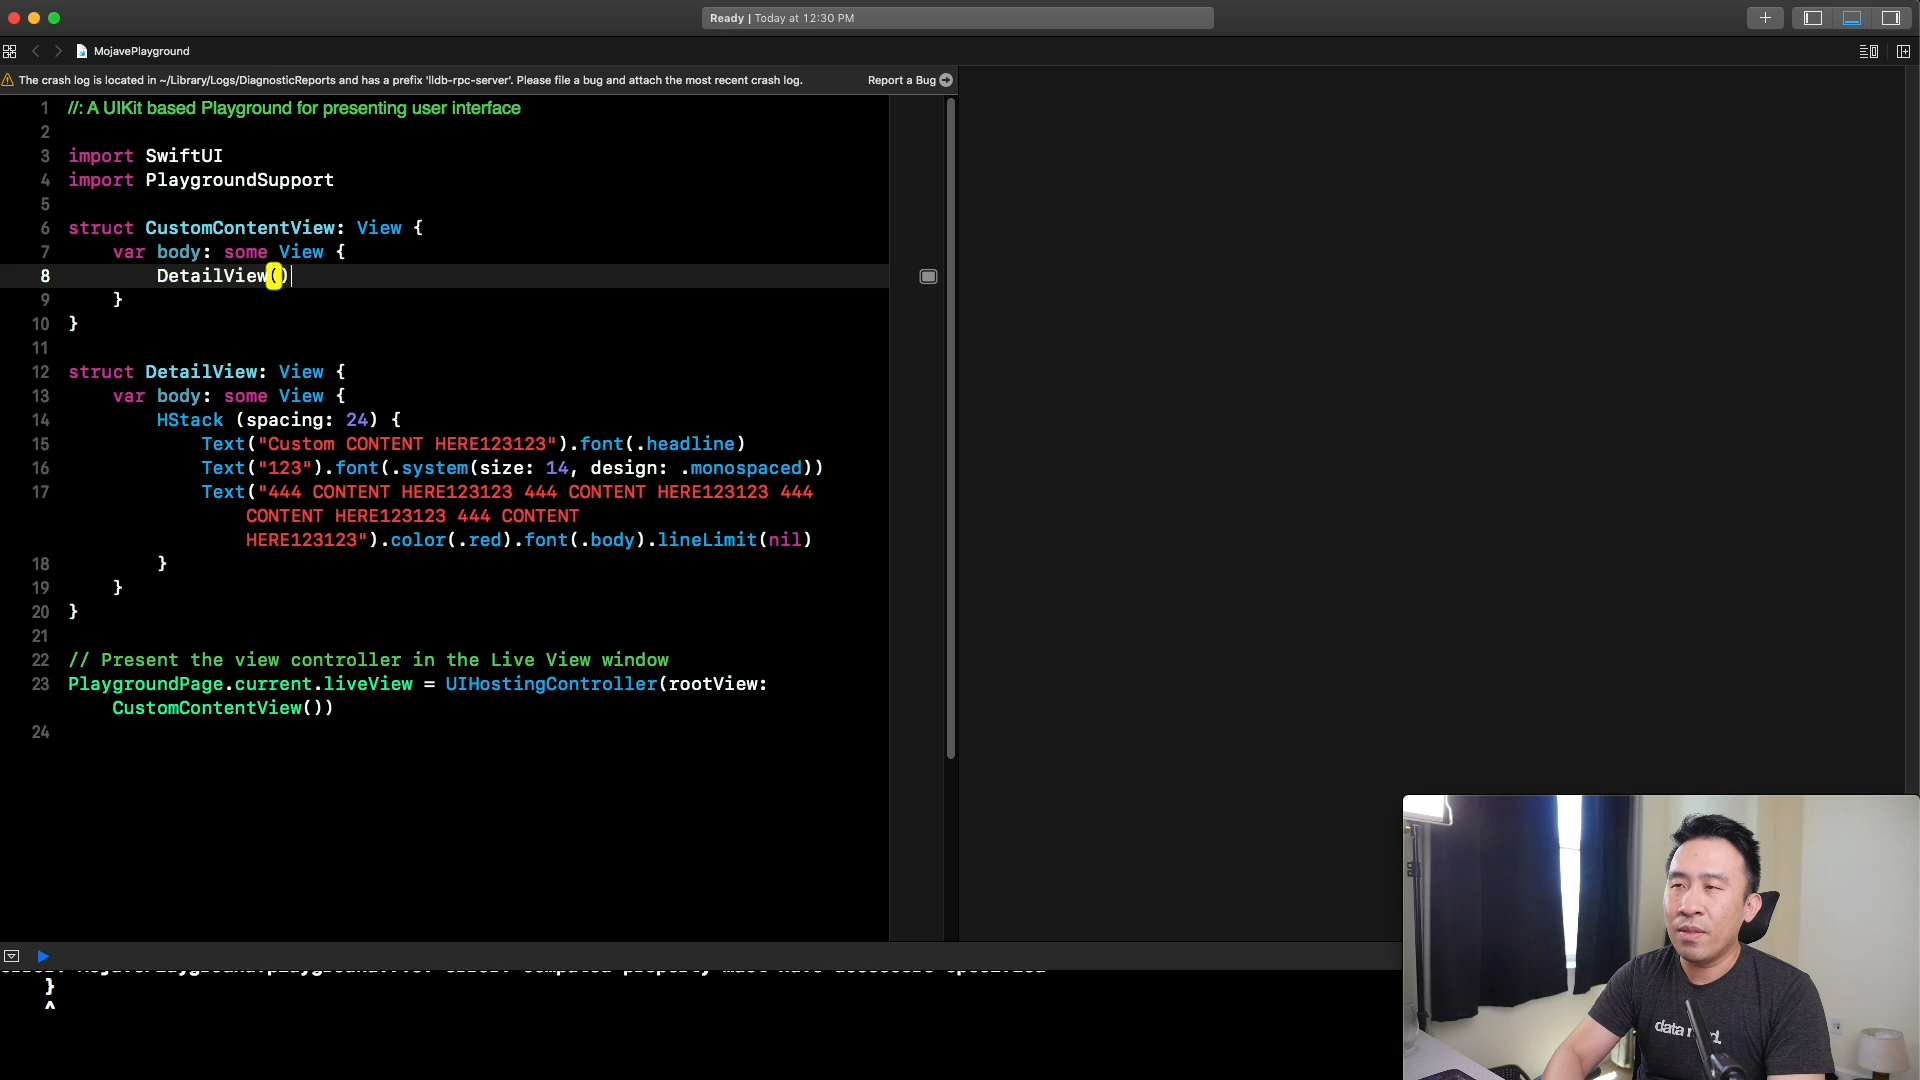 Ready | Today at 12:30 PM
MojavePlayground
The crash log is located in ~/Library/Logs/DiagnosticReports and has a prefix 'lldb-rpc-server'. Please file a bug and attach the most recent crash log.
Report a Bug
1 //: A UIKit based Playground for presenting user interface
2
3 import SwiftUI
4 import PlaygroundSupport
5
6 struct CustomContentView: View {
7 var body: some View {
8 DetailView()
9 }
10 }
11
12 struct DetailView: View {
13 var body: some View {
14 HStack (spacing: 24) {
15 Text("Custom CONTENT HERE123123").font(.headline)
16 Text("123").font(.system(size: 14, design: .monospaced))
17 Text("444 CONTENT HERE123123 444 CONTENT HERE123123 444
CONTENT HERE123123 444 CONTENT
HERE123123").color(.red).font(.body).lineLimit(nil)
18 }
19 }
20 }
21
22 // Present the view controller in the Live View window
23 PlaygroundPage.current.liveView = UIHostingController(rootView:
CustomContentView())
24
}
^
data